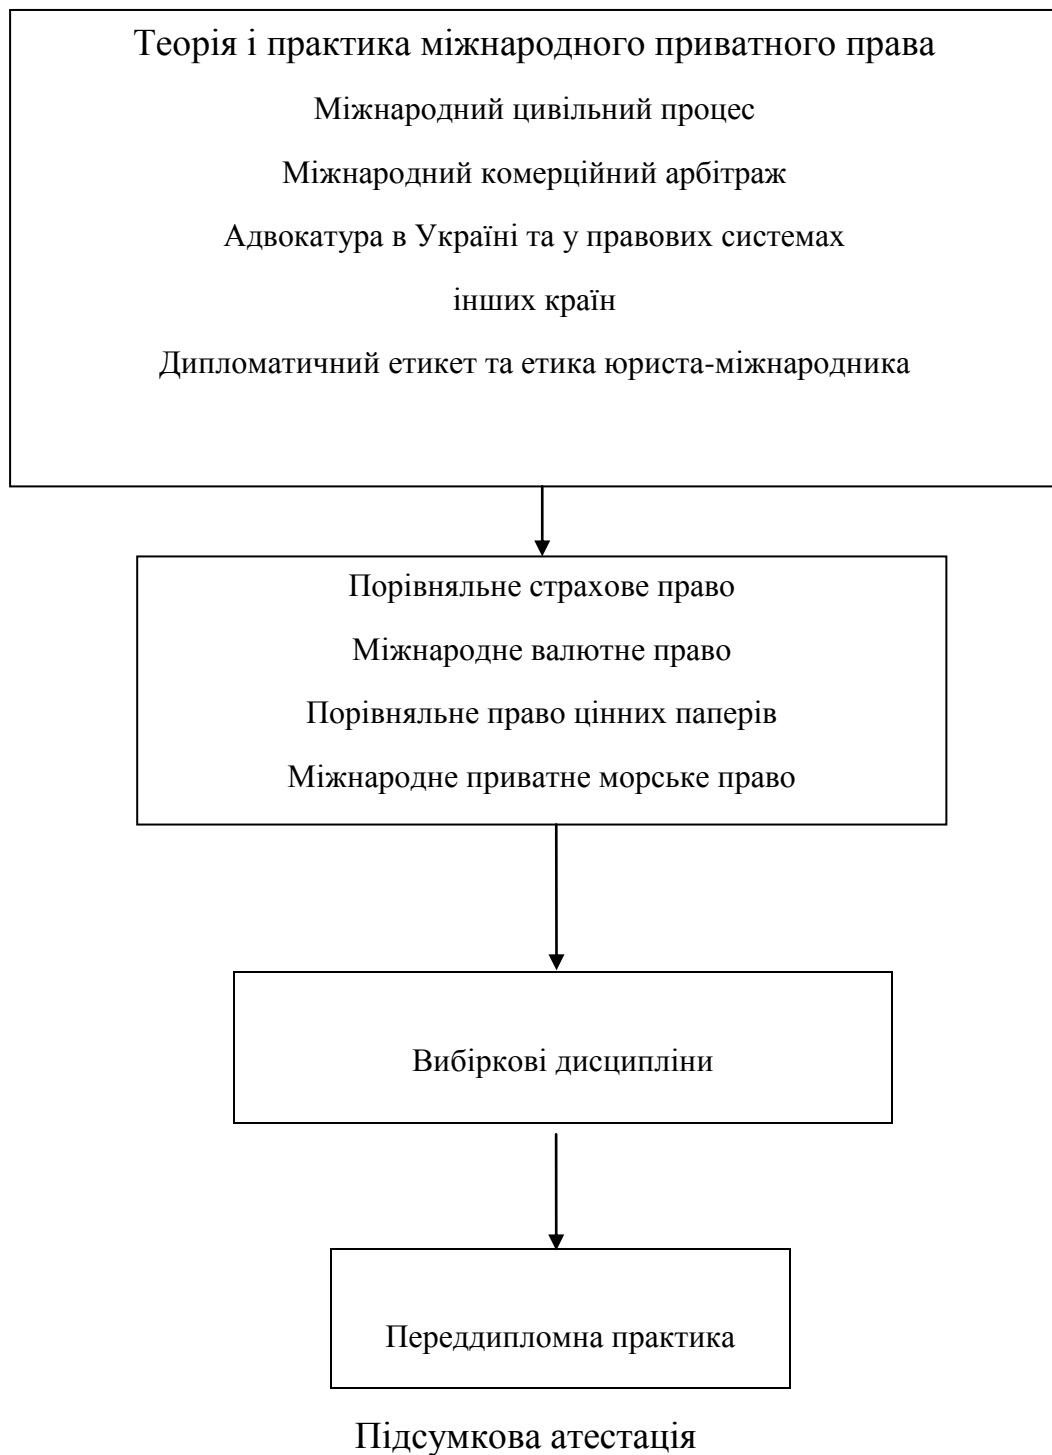 Теорія і практика міжнародного приватного права
Міжнародний цивільний процес
Міжнародний комерційний арбітраж
Адвокатура в Україні та у правових системах
інших країн
Дипломатичний етикет та етика юриста-міжнародника
Порівняльне страхове право
Міжнародне валютне право
Порівняльне право цінних паперів
Міжнародне приватне морське право
Вибіркові дисципліни
Переддипломна практика
Підсумкова атестація